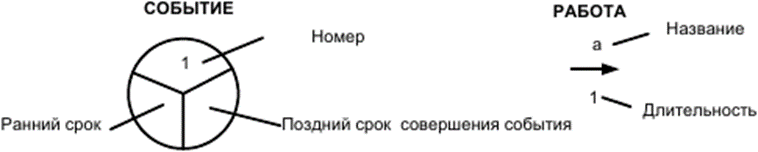 СОБЫТИЕ
1
Номер
Ранний срок
Поздний срок совершения события
РАБОТА
а
Название
1
Длительность